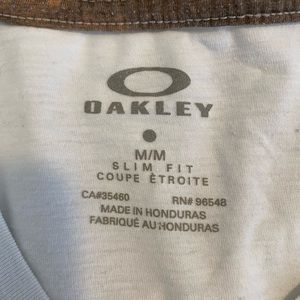 OAKLEY
M/M
SLIM FIT
COUPE ÉTROITE
CA#35460 RN# 96548
MADE IN HONDURAS
FABRIQUÉ AU HONDURAS